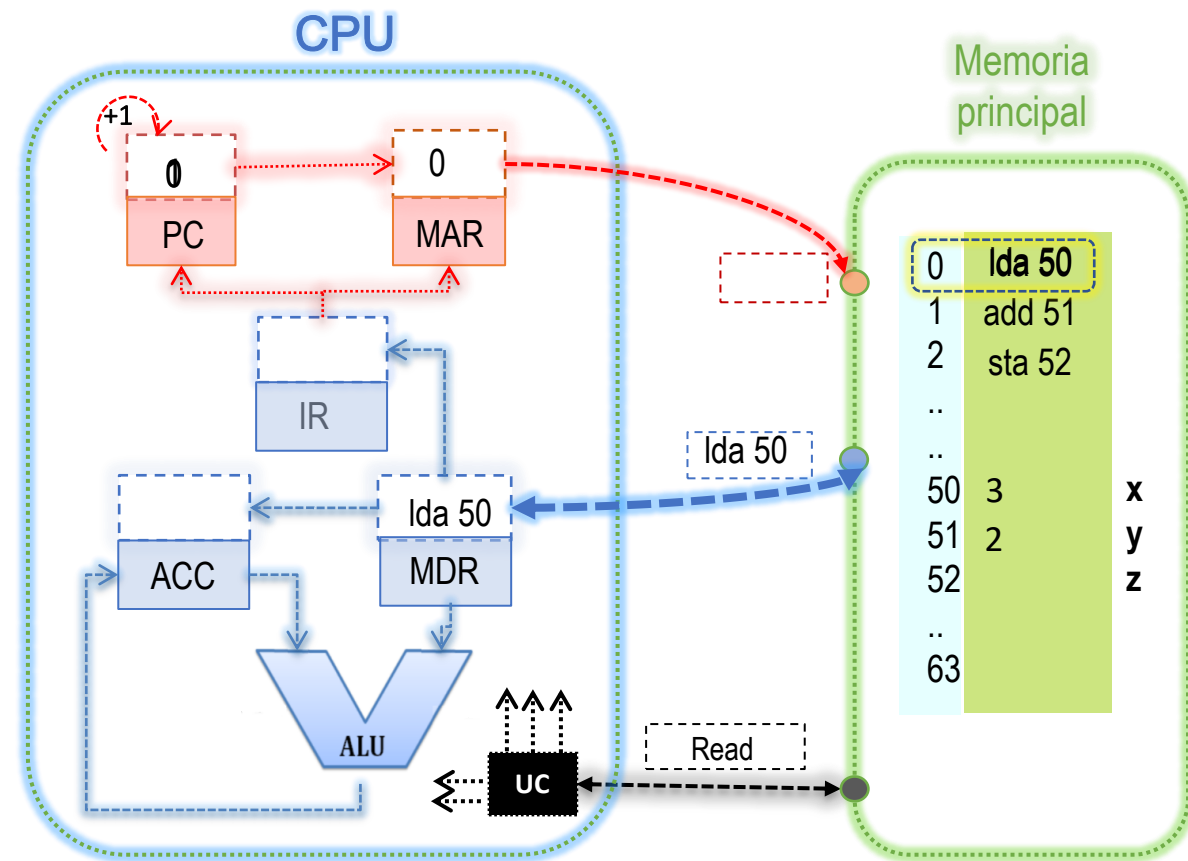 CPU
Memoria
principal
+1
0
PC
MAR
IR
lda 50
ACC
lda 50
MDR
ALU
UC
Read
0 lda 50
1 add 51
2 sta 52
..
..
50 3 x
51 2 y
52 z
..
63